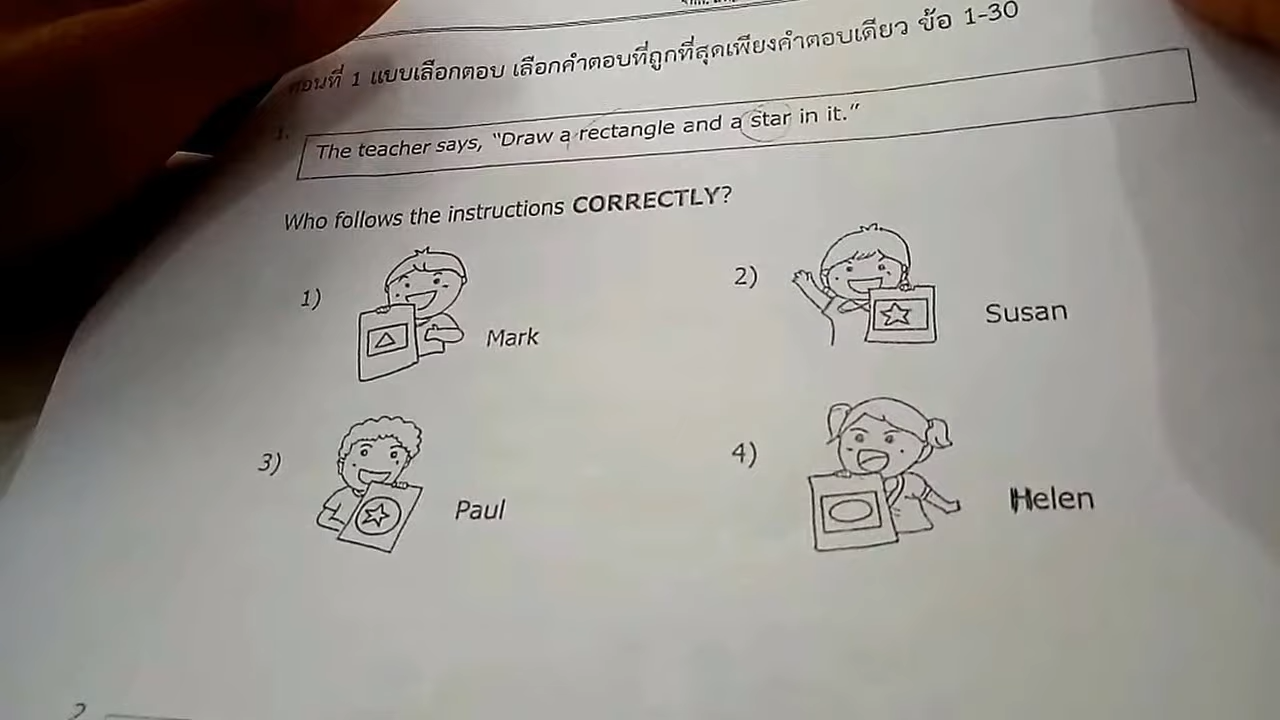 ตอนที่ 1 แบบเลือกตอบ เลือกคำตอบที่ถูกที่สุดเพียงคำตอบเดียว ข้อ 1-30
1.
The teacher says, “Draw a rectangle and a star in it.”
Who follows the instructions CORRECTLY?
1) Mark
2) Susan
3) Paul
4) Helen
2